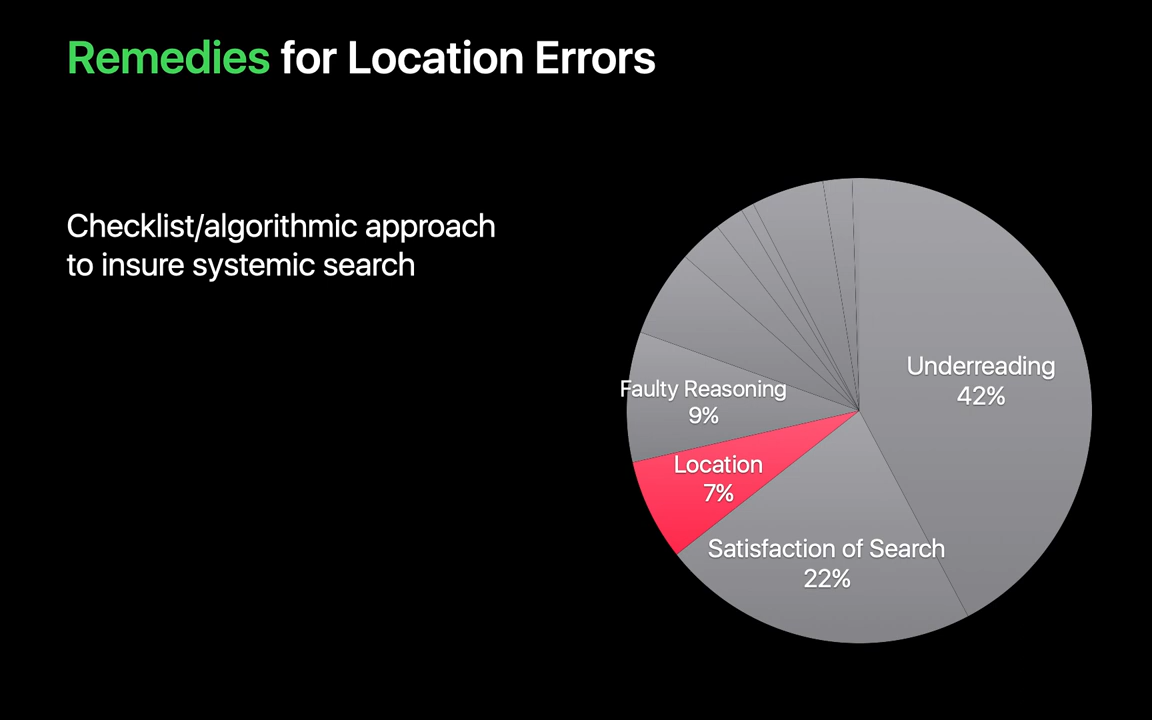 Remedies for Location Errors
Checklist/algorithmic approach
to insure systemic search
Underreading
42%
Faulty Reasoning
9%
Location
7%
Satisfaction of Search
22%